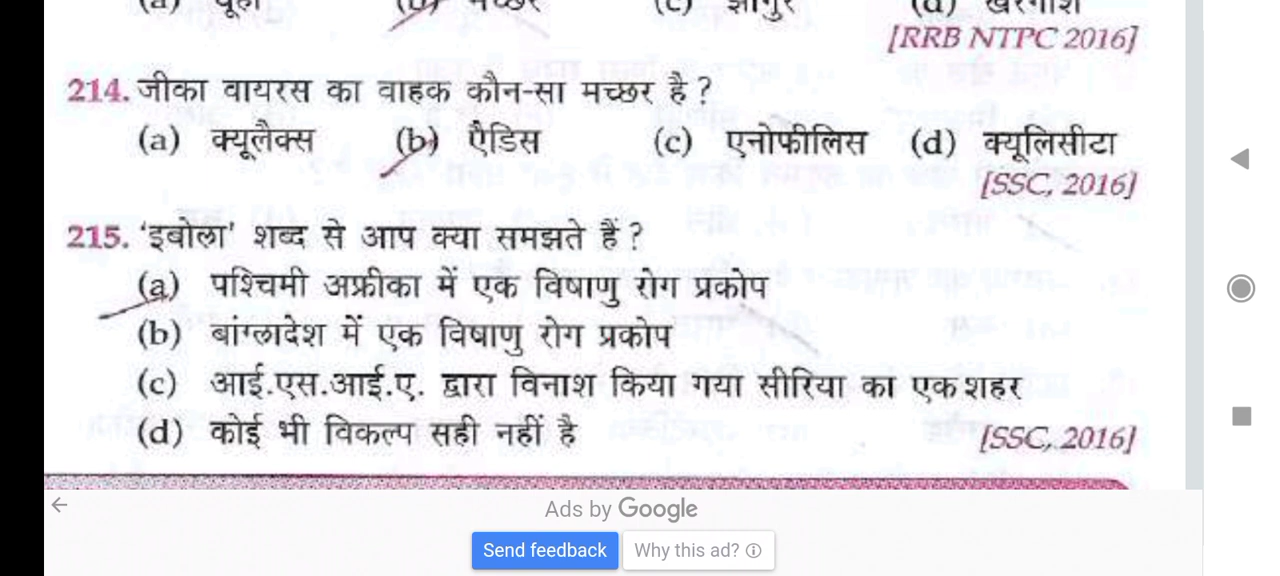 [RRB NTPC 2016]
214. जीका वायरस का वाहक कौन-सा मच्छर है ?
(a) क्यूलैक्स (b) एैडिस (c) एनोफीलिस (d) क्यूलिसीटा
[SSC, 2016]
215. 'इबोला' शब्द से आप क्या समझते हैं ?
(a) पश्चिमी अफ्रीका में एक विषाणु रोग प्रकोप
(b) बांग्लादेश में एक विषाणु रोग प्रकोप
(c) आई.एस.आई.ए. द्वारा विनाश किया गया सीरिया का एक शहर
(d) कोई भी विकल्प सही नहीं है [SSC, 2016]
Ads by Google
Send feedback Why this ad?